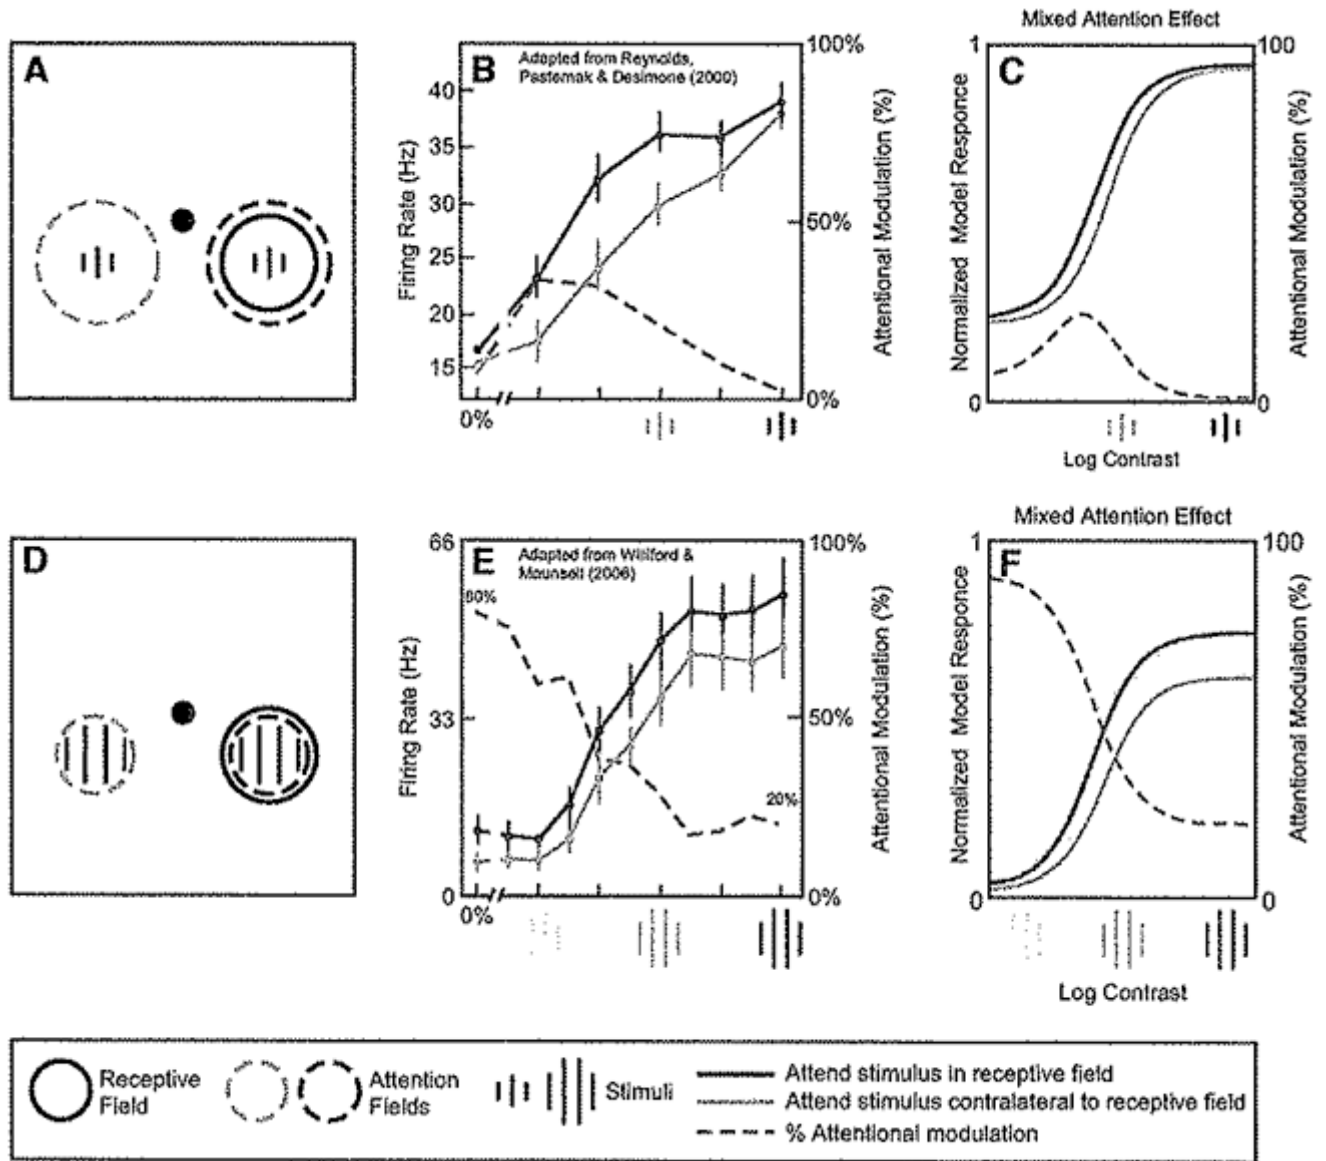 A
B
Adapted from Reynolds,
Pasternak & Desimone (2000)
40
35
30
25
20
15
Firing Rate (Hz)
100%
50%
0%
Attentional Modulation (%)
0%
Mixed Attention Effect
C
1
0
Normalized Model Responce
100
0
Attentional Modulation (%)
Log Contrast
D
E
Adapted from Williford &
Maunsell (2006)
66
33
0
Firing Rate (Hz)
80%
20%
100%
50%
0%
Attentional Modulation (%)
0%
Mixed Attention Effect
F
1
0
Normalized Model Responce
100
0
Attentional Modulation (%)
Log Contrast
Receptive
Field
Attention
Fields
Stimuli
Attend stimulus in receptive field
Attend stimulus contralateral to receptive field
% Attentional modulation